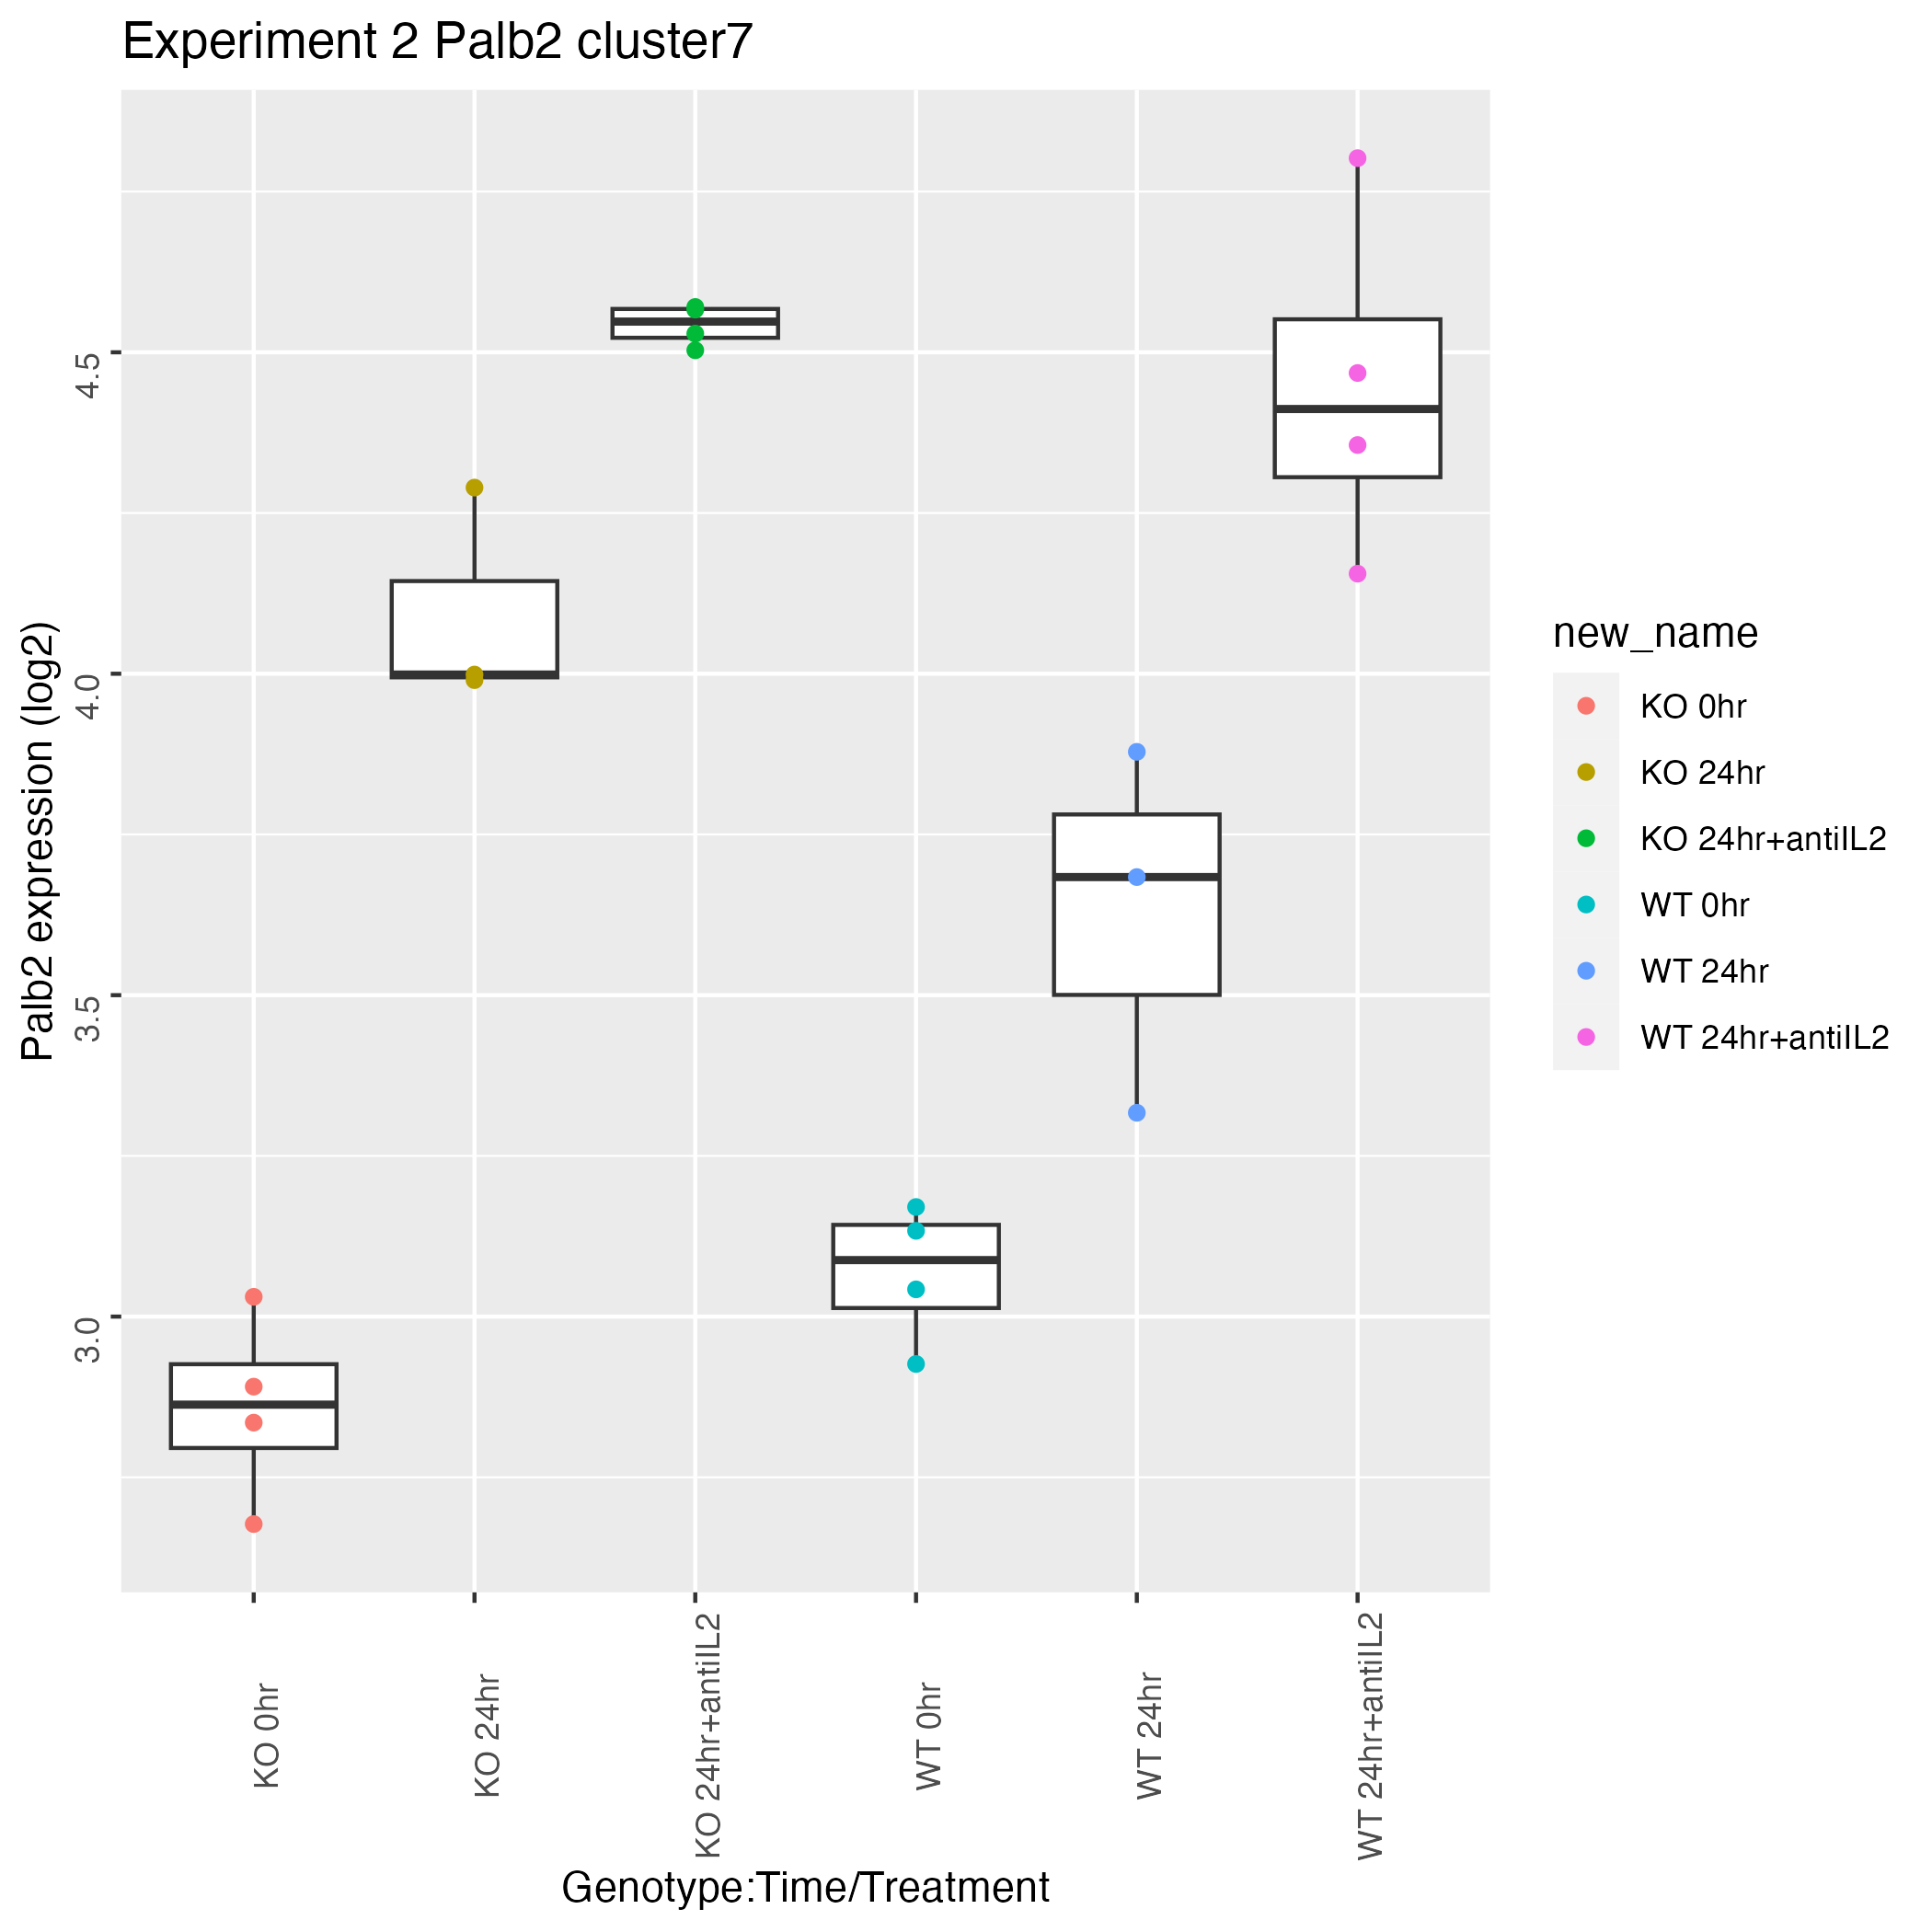 Experiment 2 Palb2 cluster7
Palb2 expression (log2)
4.5
4.0
3.5
3.0
KO 0hr
KO 24hr
KO 24hr+antiIL2
WT 0hr
WT 24hr
WT 24hr+antiIL2
Genotype:Time/Treatment
new_name
KO 0hr
KO 24hr
KO 24hr+antiIL2
WT 0hr
WT 24hr
WT 24hr+antiIL2